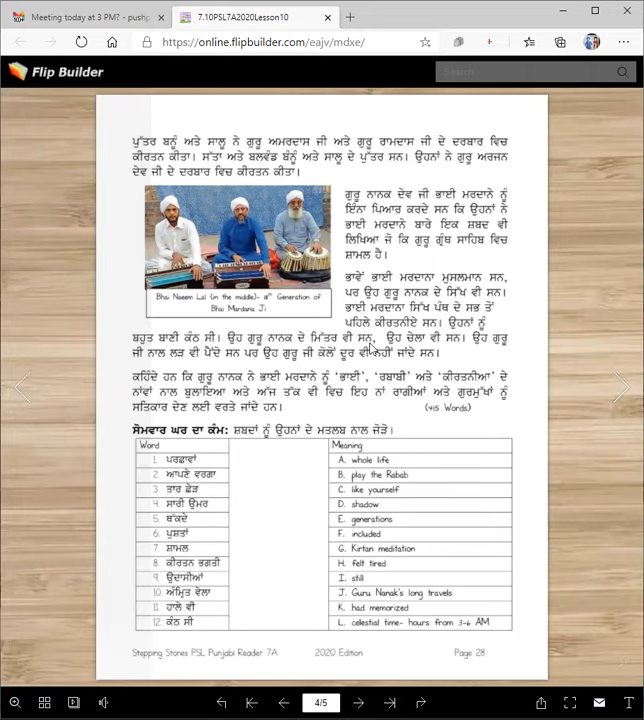 Meeting today at 3 PM? - pushp
7.10PSL7A2020Lesson10
https://online.flipbuilder.com/eajv/mdxe/
Flip Builder
Search
ਪੁੱਤਰ ਬਨੂੰ ਅਤੇ ਸਾਲੂ ਨੇ ਗੁਰੂ ਅਮਰਦਾਸ ਜੀ ਅਤੇ ਗੁਰੂ ਰਾਮਦਾਸ ਜੀ ਦੇ ਦਰਬਾਰ ਵਿਚ
ਕੀਰਤਨ ਕੀਤਾ। ਸੱਤਾ ਅਤੇ ਬਲਵੰਡ ਬੰਨੂੰ ਅਤੇ ਸਾਲੂ ਦੇ ਪੁੱਤਰ ਸਨ। ਉਹਨਾਂ ਨੇ ਗੁਰੂ ਅਰਜਨ
ਦੇਵ ਜੀ ਦੇ ਦਰਬਾਰ ਵਿਚ ਕੀਰਤਨ ਕੀਤਾ।
ਗੁਰੂ ਨਾਨਕ ਦੇਵ ਜੀ ਭਾਈ ਮਰਦਾਨੇ ਨੂੰ
ਇੰਨਾ ਪਿਆਰ ਕਰਦੇ ਸਨ ਕਿ ਉਹਨਾਂ ਨੇ
ਭਾਈ ਮਰਦਾਨੇ ਬਾਰੇ ਇਕ ਸ਼ਬਦ ਵੀ
ਲਿਖਿਆ ਜੋ ਕਿ ਗੁਰੂ ਗ੍ਰੰਥ ਸਾਹਿਬ ਵਿਚ
ਸ਼ਾਮਲ ਹੈ।
Bhai Naeem Lal (in the middle)- 18th Generation of
Bhai Mardana Ji
ਭਾਵੇਂ ਭਾਈ ਮਰਦਾਨਾ ਮੁਸਲਮਾਨ ਸਨ,
ਪਰ ਉਹ ਗੁਰੂ ਨਾਨਕ ਦੇ ਸਿੱਖ ਵੀ ਸਨ।
ਭਾਈ ਮਰਦਾਨਾ ਸਿੱਖ ਪੰਥ ਦੇ ਸਭ ਤੋਂ
ਪਹਿਲੇ ਕੀਰਤਨੀਏ ਸਨ। ਉਹਨਾਂ ਨੂੰ
ਬਹੁਤ ਬਾਣੀ ਕੰਠ ਸੀ। ਉਹ ਗੁਰੂ ਨਾਨਕ ਦੇ ਮਿੱਤਰ ਵੀ ਸਨ, ਉਹ ਚੇਲਾ ਵੀ ਸਨ। ਉਹ ਗੁਰੂ
ਜੀ ਨਾਲ ਲੜ ਵੀ ਪੈਂਦੇ ਸਨ ਪਰ ਉਹ ਗੁਰੂ ਜੀ ਕੋਲੋਂ ਦੂਰ ਵੀ ਨਹੀਂ ਜਾਂਦੇ ਸਨ।
ਕਹਿੰਦੇ ਹਨ ਕਿ ਗੁਰੂ ਨਾਨਕ ਨੇ ਭਾਈ ਮਰਦਾਨੇ ਨੂੰ ‘ਭਾਈ’, ‘ਰਬਾਬੀ’ ਅਤੇ ‘ਕੀਰਤਨੀਆ’ ਦੇ
ਨਾਂਵਾਂ ਨਾਲ ਬੁਲਾਇਆ ਅਤੇ ਅੱਜ ਤੱਕ ਵੀ ਵਿਚ ਇਹ ਨਾਂ ਰਾਗੀਆਂ ਅਤੇ ਗੁਰਮੁੱਖਾਂ ਨੂੰ
ਸਤਿਕਾਰ ਦੇਣ ਲਈ ਵਰਤੇ ਜਾਂਦੇ ਹਨ। (415 Words)
ਸੋਮਵਾਰ ਘਰ ਦਾ ਕੰਮ: ਸ਼ਬਦਾਂ ਨੂੰ ਉਹਨਾਂ ਦੇ ਮਤਲਬ ਨਾਲ ਜੋੜੋ।
Word Meaning
1. ਪਰਛਾਵਾਂ A. whole life
2. ਆਪਣੇ ਵਰਗਾ B. play the Rabab
3. ਤਾਰ ਛੇੜ C. like yourself
4. ਸਾਰੀ ਉਮਰ D. shadow
5. ਥੱਕਦੇ E. generations
6. ਪੁਸ਼ਤਾਂ F. included
7. ਸ਼ਾਮਲ G. Kirtan meditation
8. ਕੀਰਤਨ ਭਗਤੀ H. felt tired
9. ਉਦਾਸੀਆਂ I. still
10. ਅੰਮ੍ਰਿਤ ਵੇਲਾ J. Guru Nanak's long travels
11. ਹਾਲੇ ਵੀ K. had memorized
12. ਕੰਠ ਸੀ L. celestial time- hours from 3-6 AM
Stepping Stones PSL Punjabi Reader 7A 2020 Edition Page 28
4/5